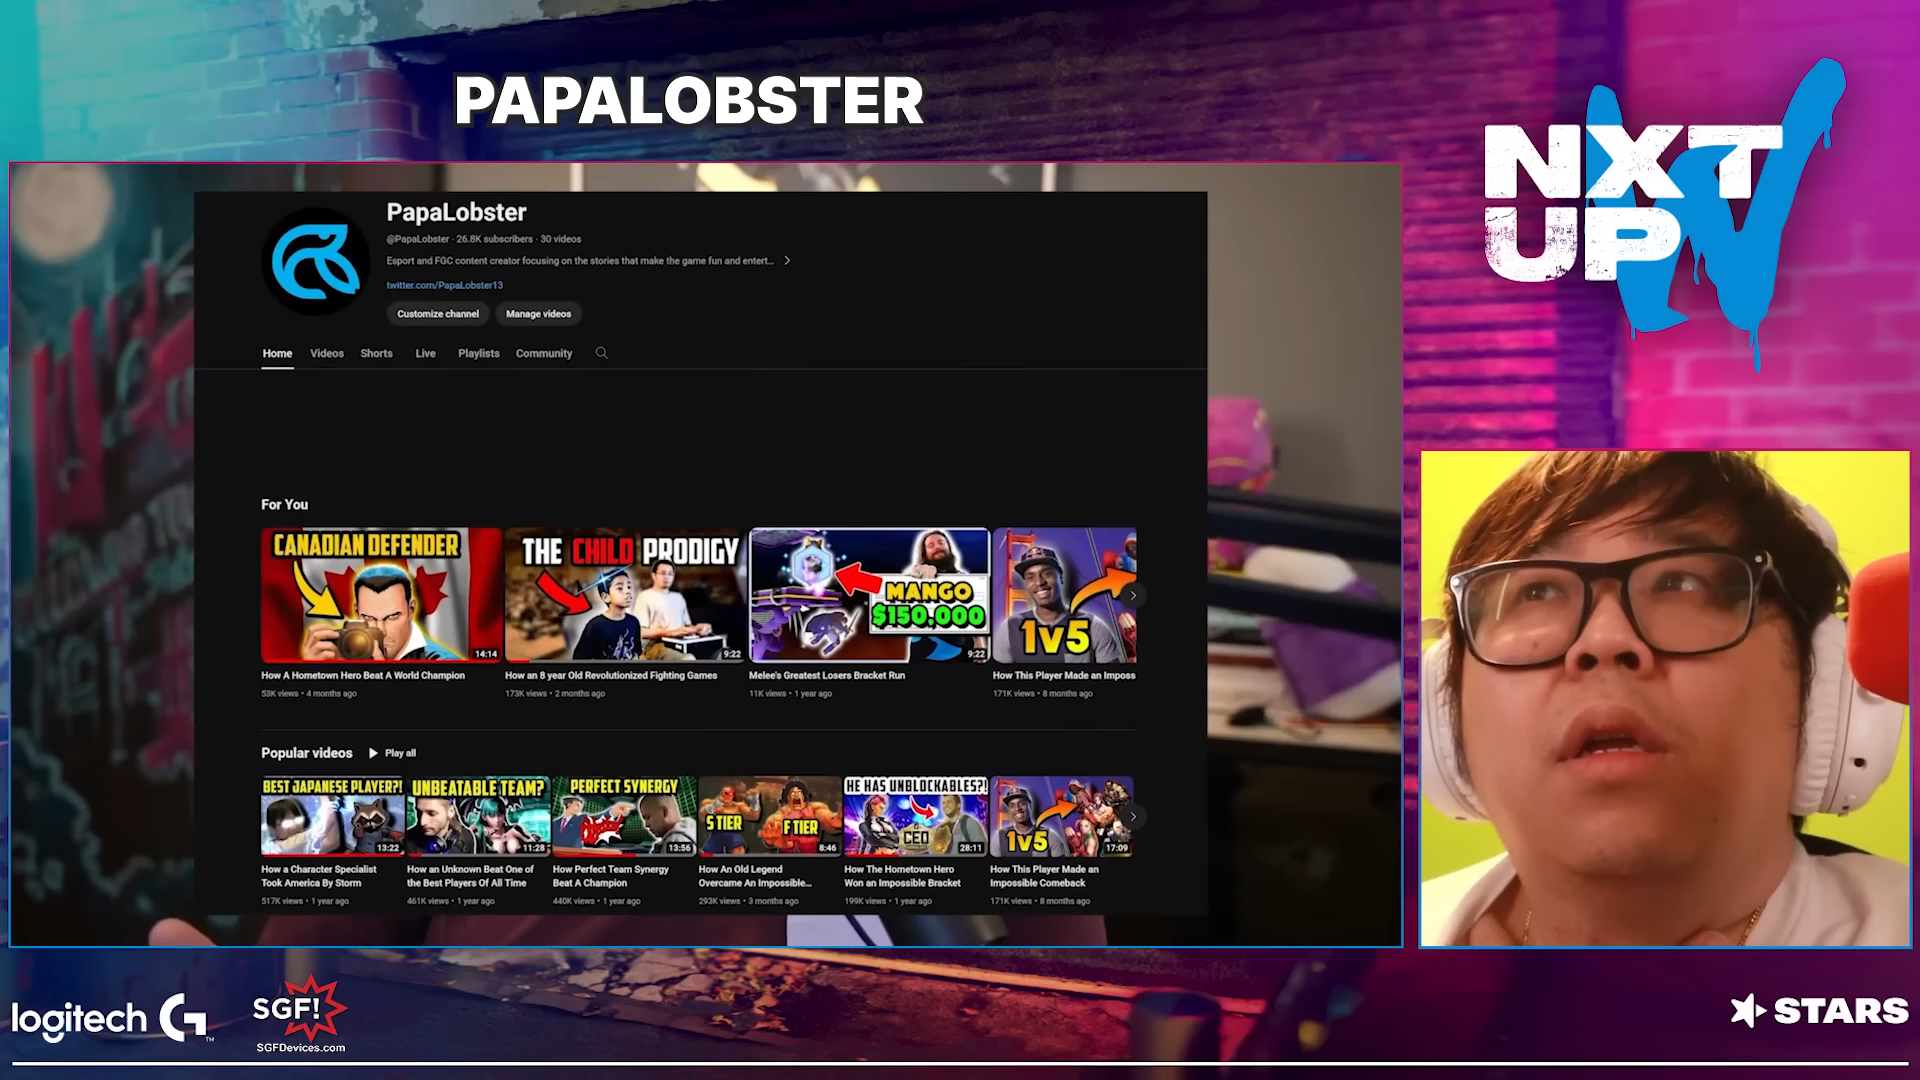 PAPALOBSTER
NXT
UP
PapaLobster
@PapaLobster · 26.8K subscribers · 30 videos
Esport and FGC content creator focusing on the stories that make the game fun and entert...
twitter.com/PapaLobster13
Customize channel Manage videos
Home Videos Shorts Live Playlists Community
For You
CANADIAN DEFENDER
14:14
THE CHILD PRODIGY
9:22
MANGO
$150,000
9:22
1v5
How A Hometown Hero Beat A World Champion
53K views • 4 months ago
How an 8 year Old Revolutionized Fighting Games
173K views • 2 months ago
Melee's Greatest Losers Bracket Run
11K views • 1 year ago
How This Player Made an Imposs
171K views • 8 months ago
Popular videos Play all
BEST JAPANESE PLAYER?!
13:22
UNBEATABLE TEAM?
11:28
PERFECT SYNERGY
13:56
S TIER
F TIER
8:46
HE HAS UNBLOCKABLES?!
CEO
28:11
1v5
17:09
How a Character Specialist
Took America By Storm
517K views • 1 year ago
How an Unknown Beat One of
the Best Players Of All Time
461K views • 1 year ago
How Perfect Team Synergy
Beat A Champion
440K views • 1 year ago
How An Old Legend
Overcame An Impossible...
293K views • 3 months ago
How The Hometown Hero
Won an Impossible Bracket
199K views • 1 year ago
How This Player Made an
Impossible Comeback
171K views • 8 months ago
logitech G
SGF!
SGFDevices.com
STARS